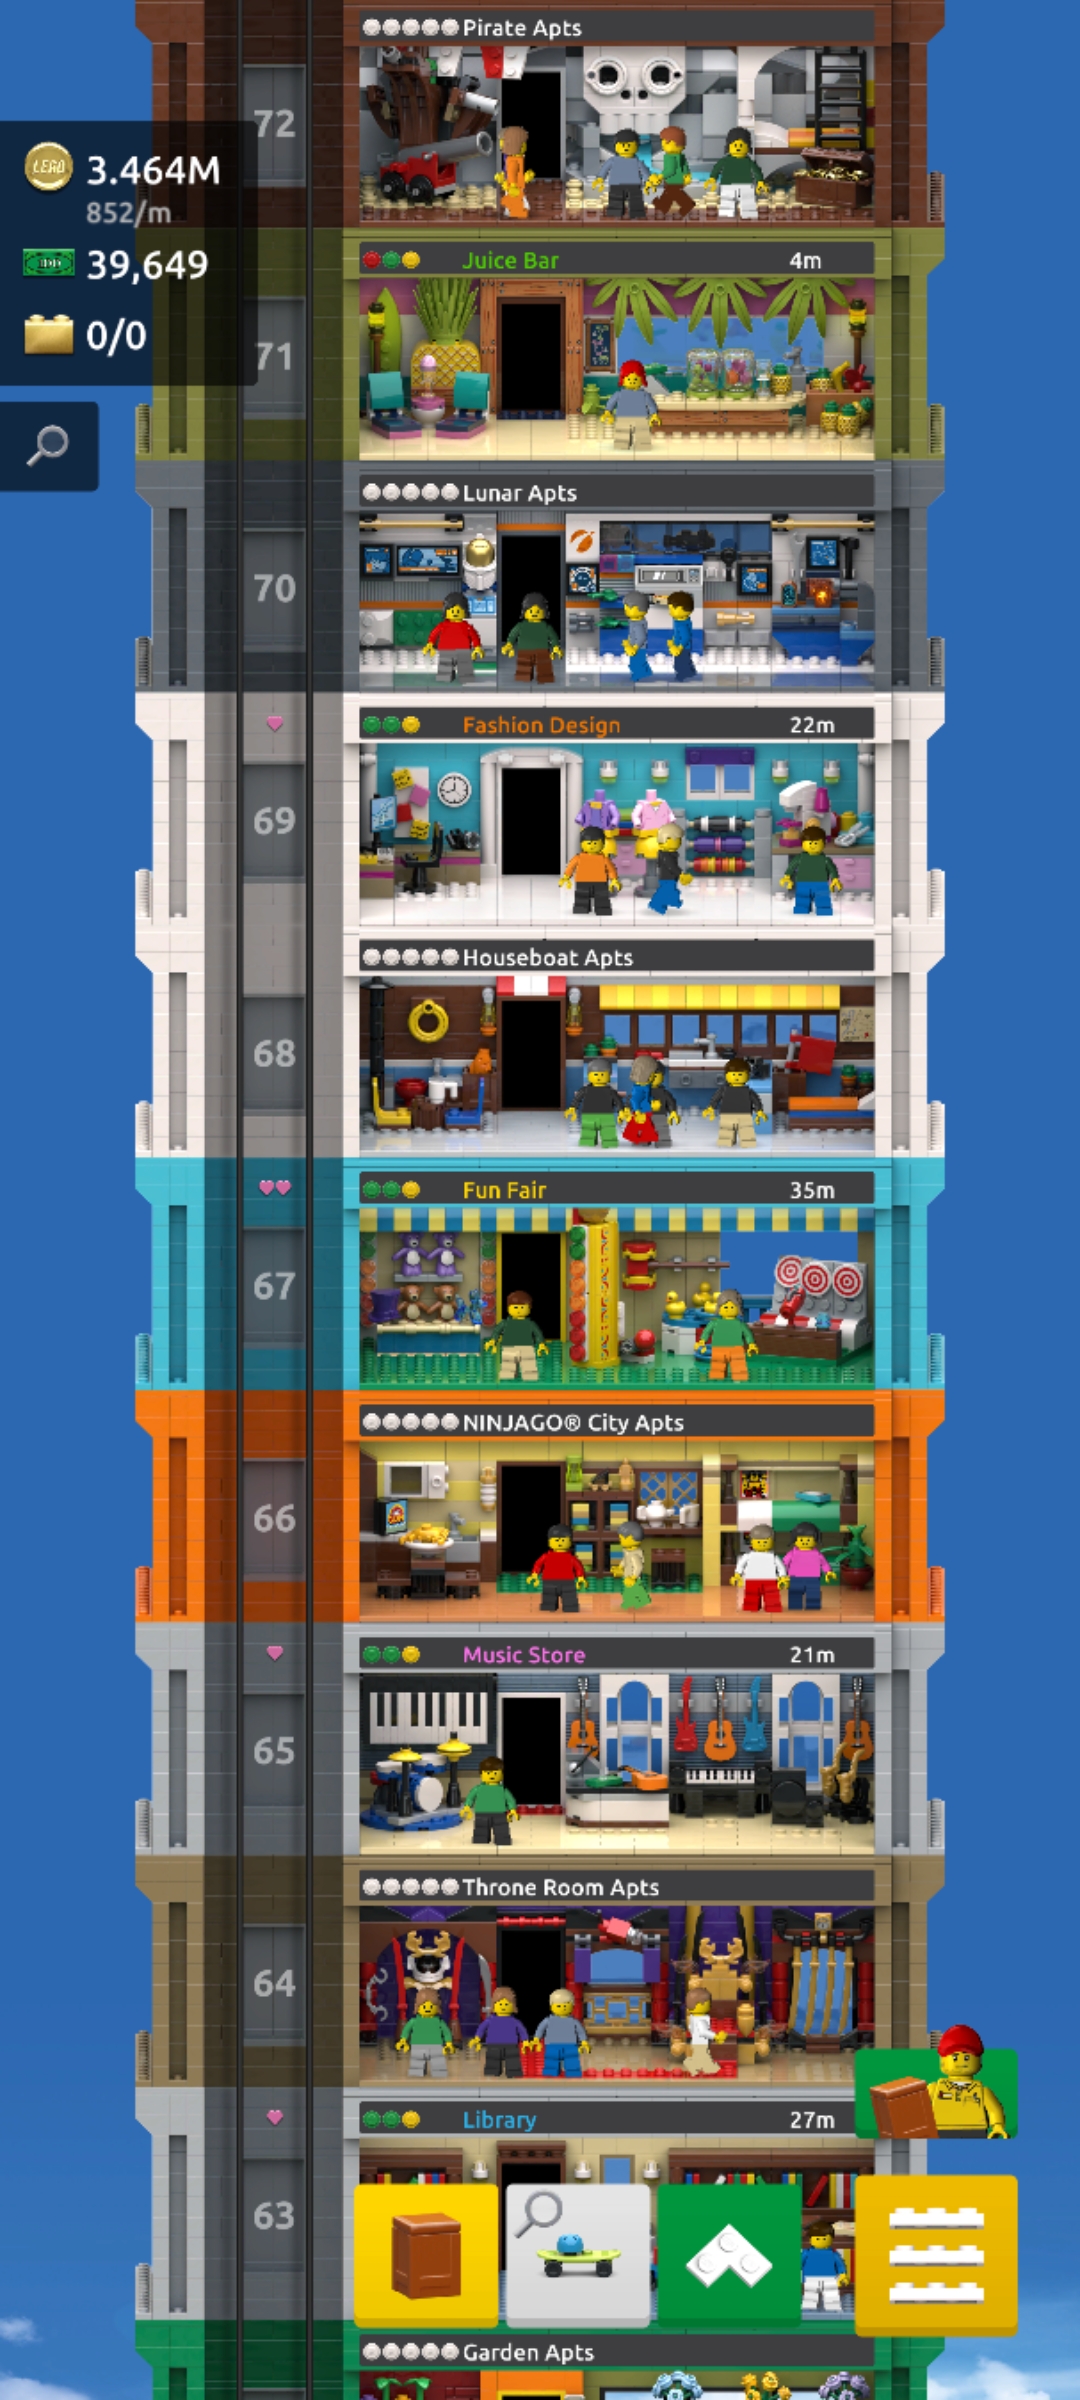 Pirate Apts
72
LEGO
3.464M
852/m
39,649
0/0
Juice Bar 4m
71
Lunar Apts
70
Fashion Design 22m
69
Houseboat Apts
68
Fun Fair 35m
67
NINJAGO® City Apts
66
Music Store 21m
65
Throne Room Apts
64
Library 27m
63
Garden Apts